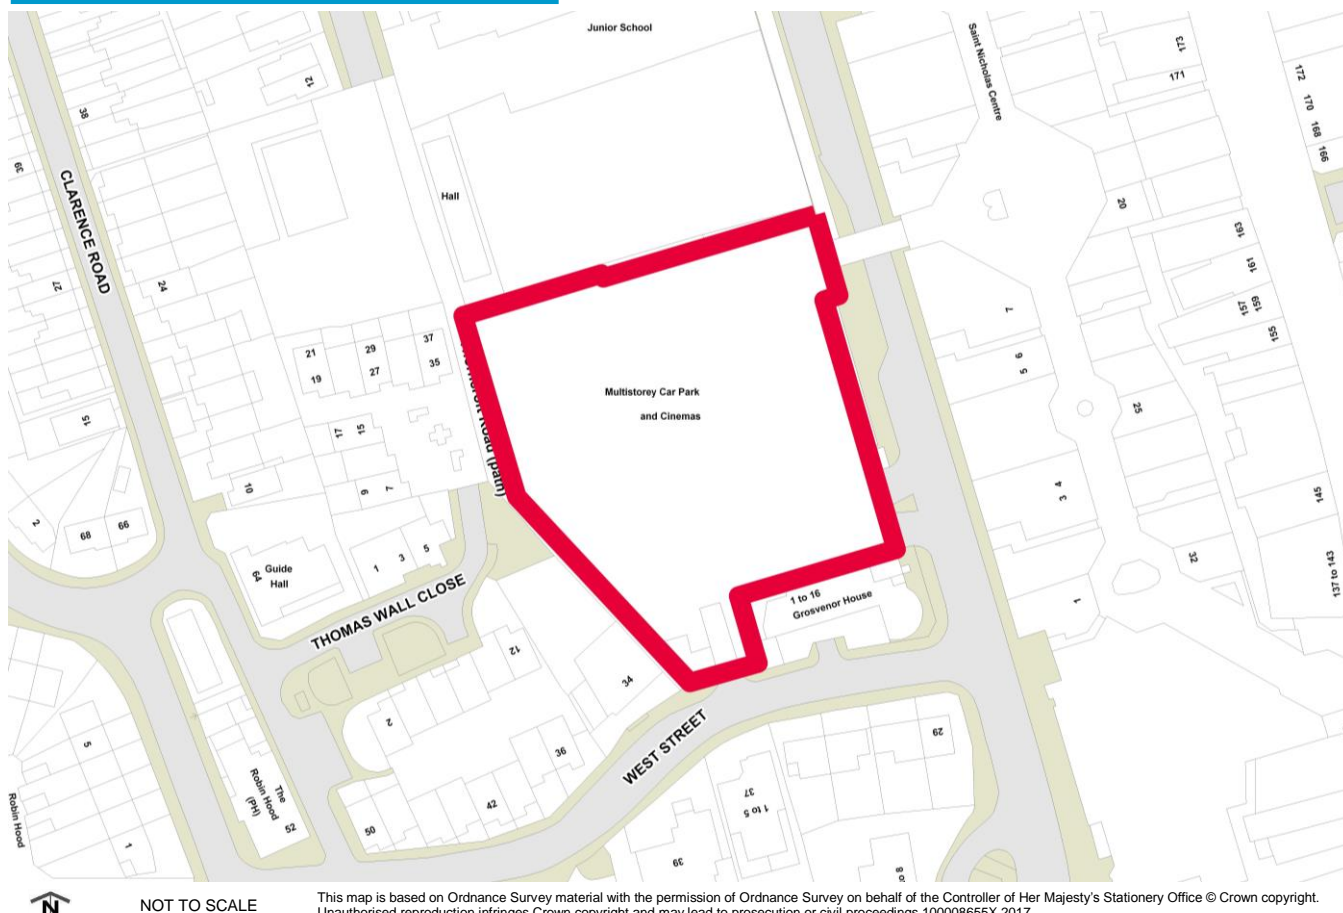 Junior School
Saint Nicholas Centre
173
171
172
170
168
166
12
38
39
CLARENCE ROAD
Hall
20
163
161
159
157
155
27
24
7
6
5
21
19
29
27
37
35
Multistorey Car Park
and Cinemas
25
15
17
15
10
9
7
3 4
145
2
68
66
64
Guide
Hall
1
3
5
THOMAS WALL CLOSE
Road (path)
32
137 to 143
1
1 to 16
Grosvenor House
12
34
2
36
WEST STREET
29
5
The
Robin Hood
(PH)
52
50
42
37
1 to 5
39
Robin Hood
1
N
NOT TO SCALE
This map is based on Ordnance Survey material with the permission of Ordnance Survey on behalf of the Controller of Her Majesty's Stationery Office © Crown copyright.
Unauthorised reproduction infringes Crown copyright and may lead to prosecution or civil proceedings 100008655X 2017